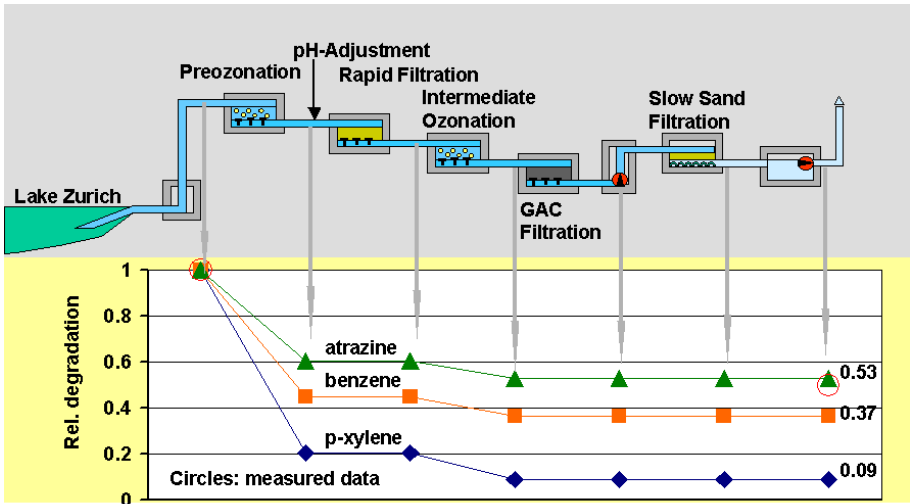 pH-Adjustment
Preozonation
Rapid Filtration
Intermediate
Ozonation
Slow Sand
Filtration
Lake Zurich
GAC
Filtration
Rel. degradation
1
0.8
0.6
0.4
0.2
0
atrazine
benzene
p-xylene
0.53
0.37
0.09
Circles: measured data